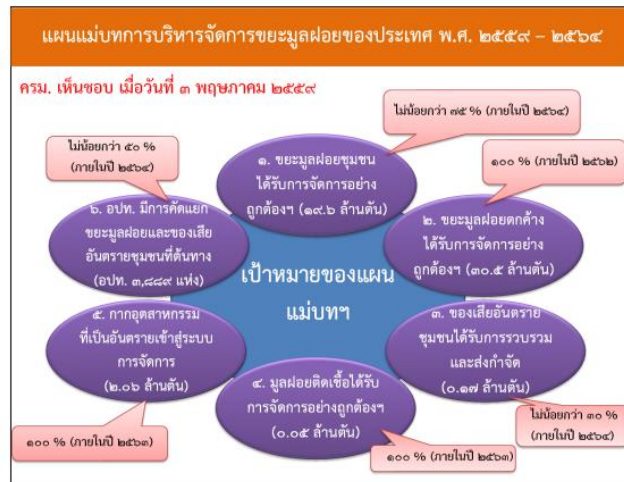 แผนแม่บทการบริหารจัดการขยะมูลฝอยของประเทศ พ.ศ. ๒๕๕๙ – ๒๕๖๔
ครม. เห็นชอบ เมื่อวันที่ ๓ พฤษภาคม ๒๕๕๙
ไม่น้อยกว่า ๗๕ % (ภายในปี ๒๕๖๔)
๑. ขยะมูลฝอยชุมชน
ได้รับการจัดการอย่าง
ถูกต้องฯ (๑๙.๖ ล้านตัน)
๑๐๐ % (ภายในปี ๒๕๖๒)
๒. ขยะมูลฝอยตกค้าง
ได้รับการจัดการอย่าง
ถูกต้องฯ (๓๐.๕ ล้านตัน)
๓. ของเสียอันตราย
ชุมชนได้รับการรวบรวม
และส่งกำจัด
(๐.๑๗ ล้านตัน)
ไม่น้อยกว่า ๓๐ %
(ภายในปี ๒๕๖๔)
๔. มูลฝอยติดเชื้อได้รับ
การจัดการอย่างถูกต้องฯ
(๐.๐๕ ล้านตัน)
๑๐๐ % (ภายในปี ๒๕๖๓)
๕. กากอุตสาหกรรม
ที่เป็นอันตรายเข้าสู่ระบบ
การจัดการ
(๒.๐๖ ล้านตัน)
๑๐๐ % (ภายในปี ๒๕๖๓)
ไม่น้อยกว่า ๕๐ %
(ภายในปี ๒๕๖๔)
๖. อปท. มีการคัดแยก
ขยะมูลฝอยและของเสีย
อันตรายชุมชนที่ต้นทาง
(อปท. ๓,๘๘๙ แห่ง)
เป้าหมายของแผน
แม่บทฯ